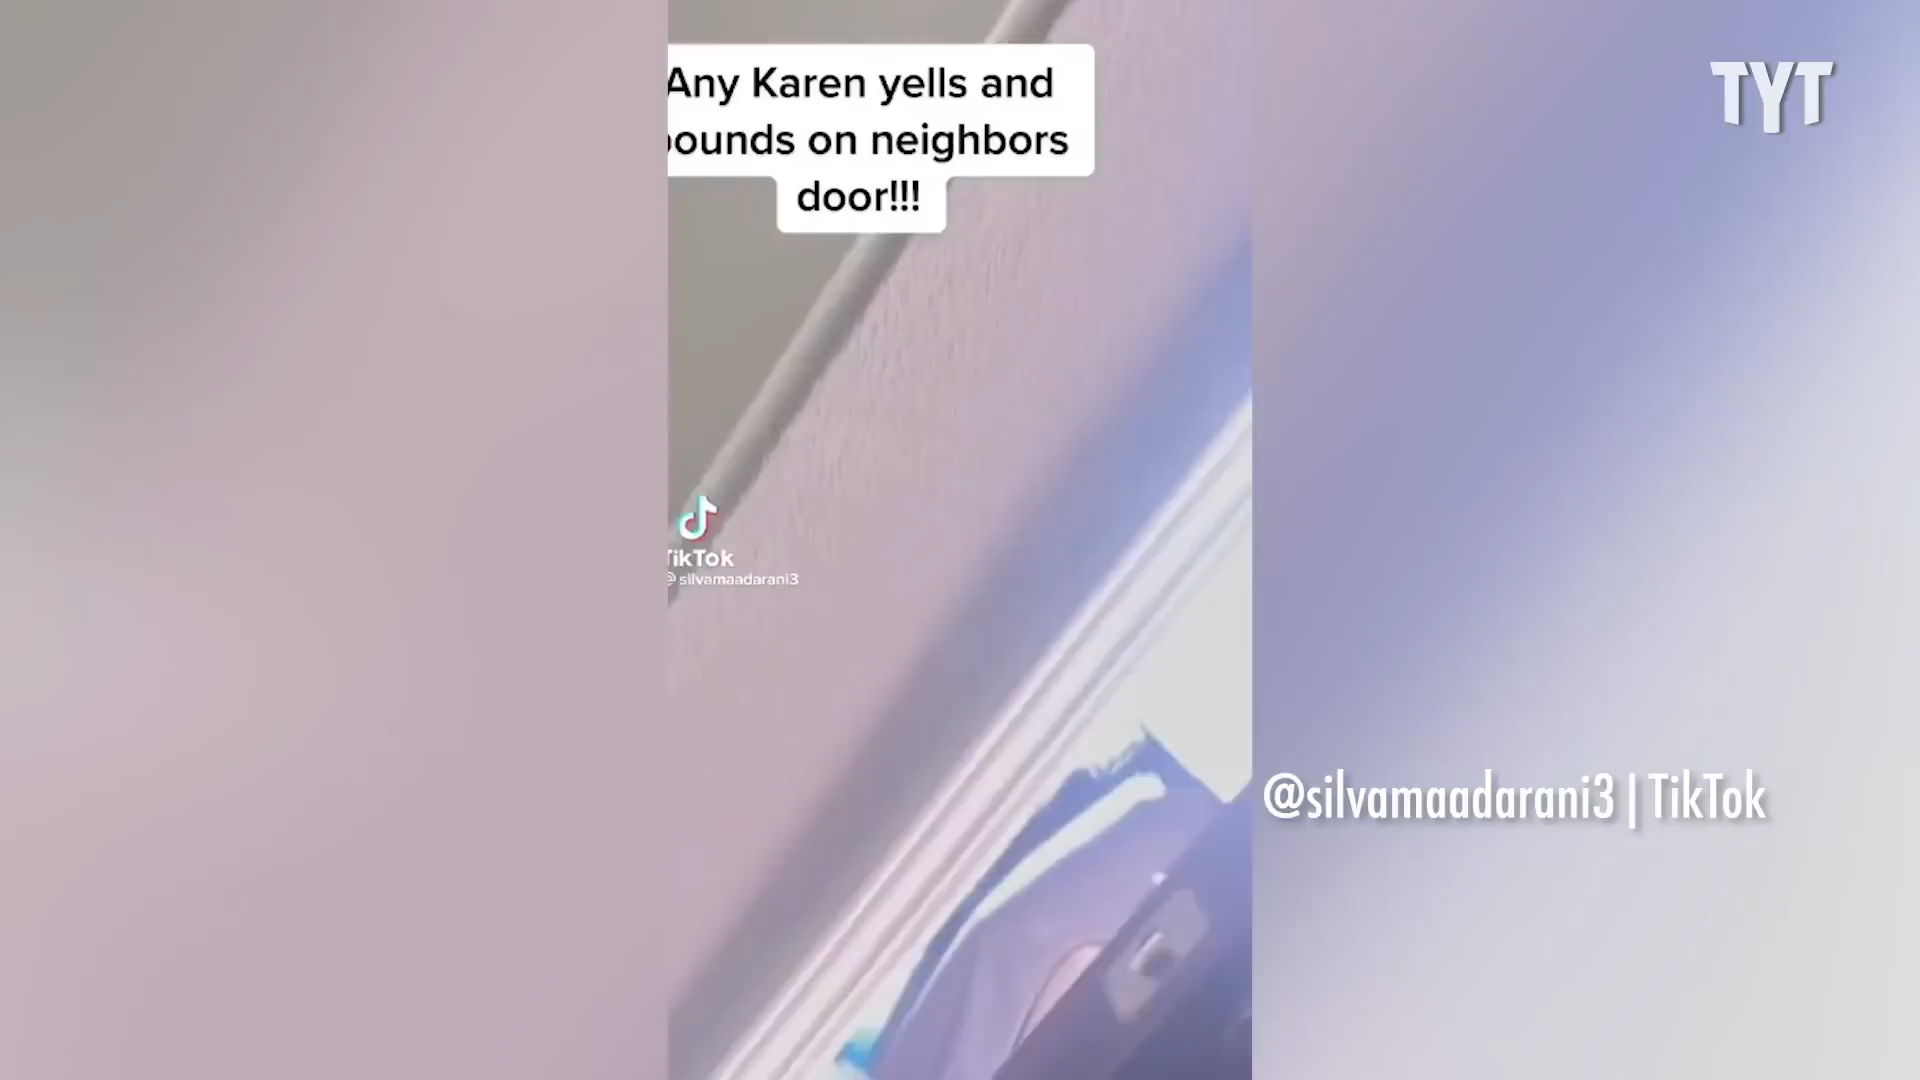 Any Karen yells and
ounds on neighbors
door!!!
TYT
TikTok
@silvamaadarani3
@silvamaadarani3 | TikTok